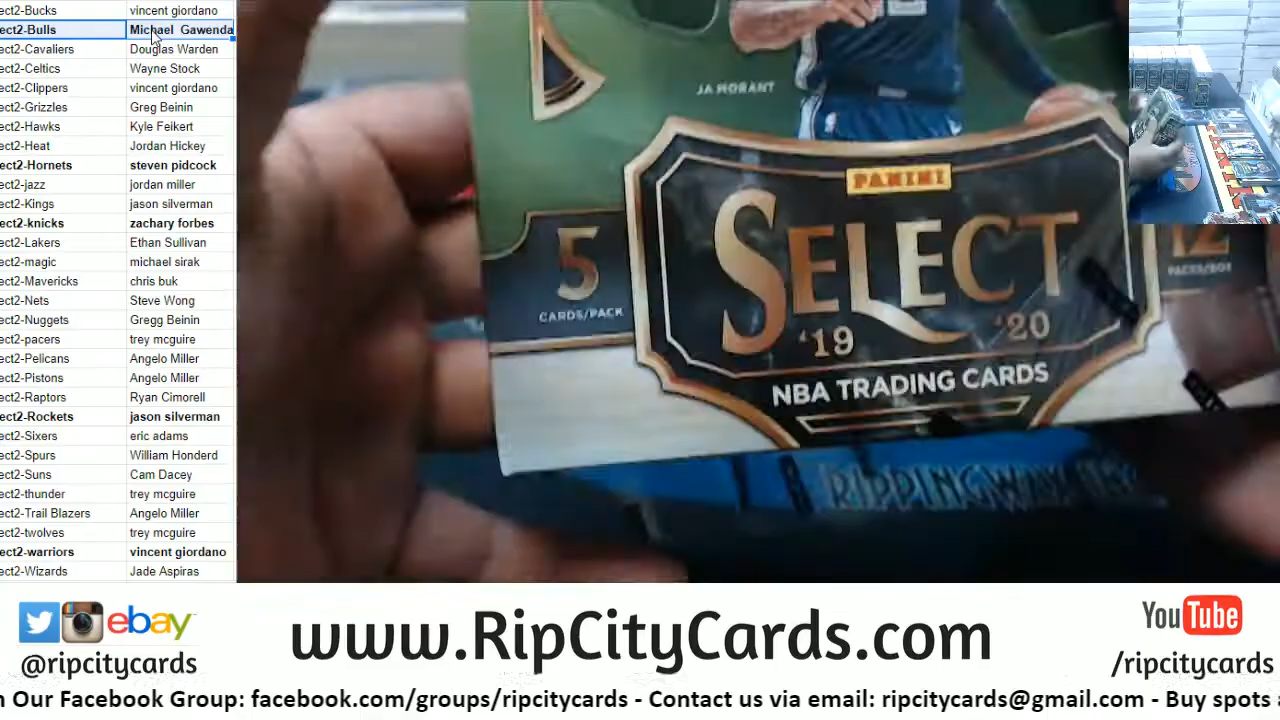 ect2-Bucks vincent giordano
ect2-Bulls Michael Gawenda
ect2-Cavaliers Douglas Warden
ect2-Celtics Wayne Stock
ect2-Clippers vincent giordano
ect2-Grizzles Greg Beinin
ect2-Hawks Kyle Feikert
ect2-Heat Jordan Hickey
ect2-Hornets steven pidcock
ect2-jazz jordan miller
ect2-Kings jason silverman
ect2-knicks zachary forbes
ect2-Lakers Ethan Sullivan
ect2-magic michael sirak
ect2-Mavericks chris buk
ect2-Nets Steve Wong
ect2-Nuggets Gregg Beinin
ect2-pacers trey mcguire
ect2-Pelicans Angelo Miller
ect2-Pistons Angelo Miller
ect2-Raptors Ryan Cimorell
ect2-Rockets jason silverman
ect2-Sixers eric adams
ect2-Spurs William Honderd
ect2-Suns Cam Dacey
ect2-thunder trey mcguire
ect2-Trail Blazers Angelo Miller
ect2-twolves trey mcguire
ect2-warriors vincent giordano
ect2-Wizards Jade Aspiras
JA MORANT
PANINI
SELECT
'19 '20
NBA TRADING CARDS
5
CARDS/PACK
12
PACKS/BOX
ebay
@ripcitycards
www.RipCityCards.com
YouTube
/ripcitycards
n Our Facebook Group: facebook.com/groups/ripcitycards - Contact us via email: ripcitycards@gmail.com - Buy spots a